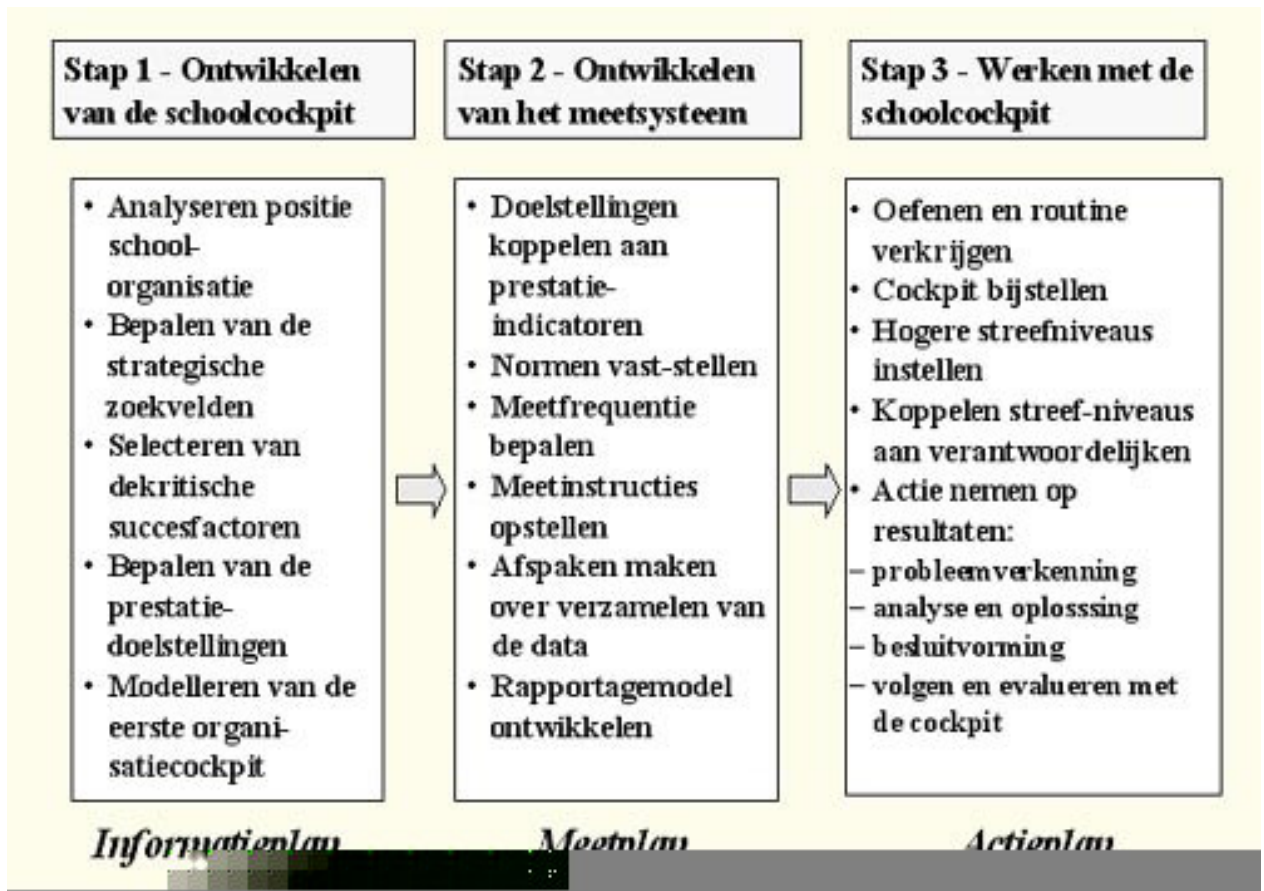 Stap 1 - Ontwikkelen
van de schoolcockpit
• Analyseren positie
school-
organisatie
• Bepalen van de
strategische
zoekvelden
• Selecteren van
dekritische
succesfactoren
• Bepalen van de
prestatie-
doelstellingen
• Modelleren van de
eerste organi-
satiecockpit
Informatieplan
Stap 2 - Ontwikkelen
van het meetsysteem
• Doelstellingen
koppelen aan
prestatie-
indicatoren
• Normen vast-stellen
• Meetfrequentie
bepalen
• Meetinstructies
opstellen
• Afspaken maken
over verzamelen van
de data
• Rapportagemodel
ontwikkelen
Meetplan
Stap 3 - Werken met de
schoolcockpit
• Oefenen en routine
verkrijgen
• Cockpit bijstellen
• Hogere streefniveaus
instellen
• Koppelen streef-niveaus
aan verantwoordelijken
• Actie nemen op
resultaten:
– probleemverkenning
– analyse en oplosssing
– besluitvorming
– volgen en evalueren met
de cockpit
Actieplan